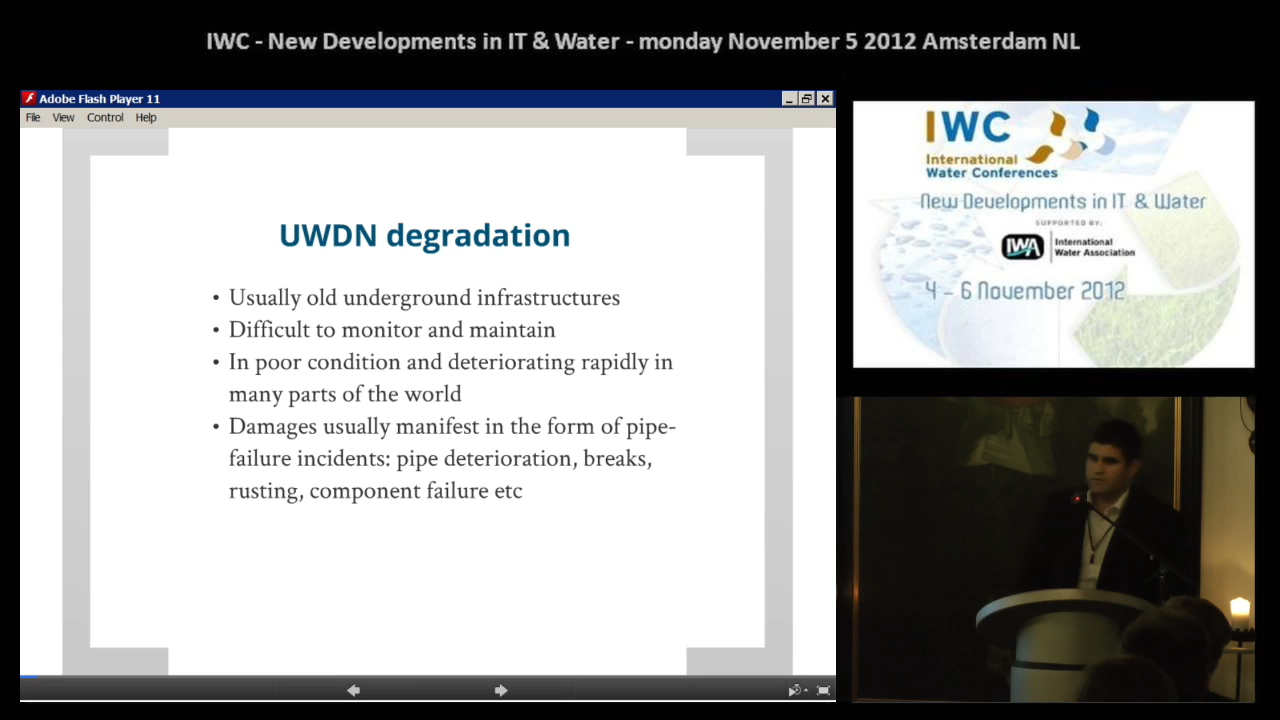 IWC - New Developments in IT & Water - monday November 5 2012 Amsterdam NL
Adobe Flash Player 11
File View Control Help
UWDN degradation
• Usually old underground infrastructures
• Difficult to monitor and maintain
• In poor condition and deteriorating rapidly in
many parts of the world
• Damages usually manifest in the form of pipe-
failure incidents: pipe deterioration, breaks,
rusting, component failure etc
IWC
International
Water Conferences
New Developments in IT & Water
SUPPORTED BY:
IWA International
Water Association
4 - 6 November 2012